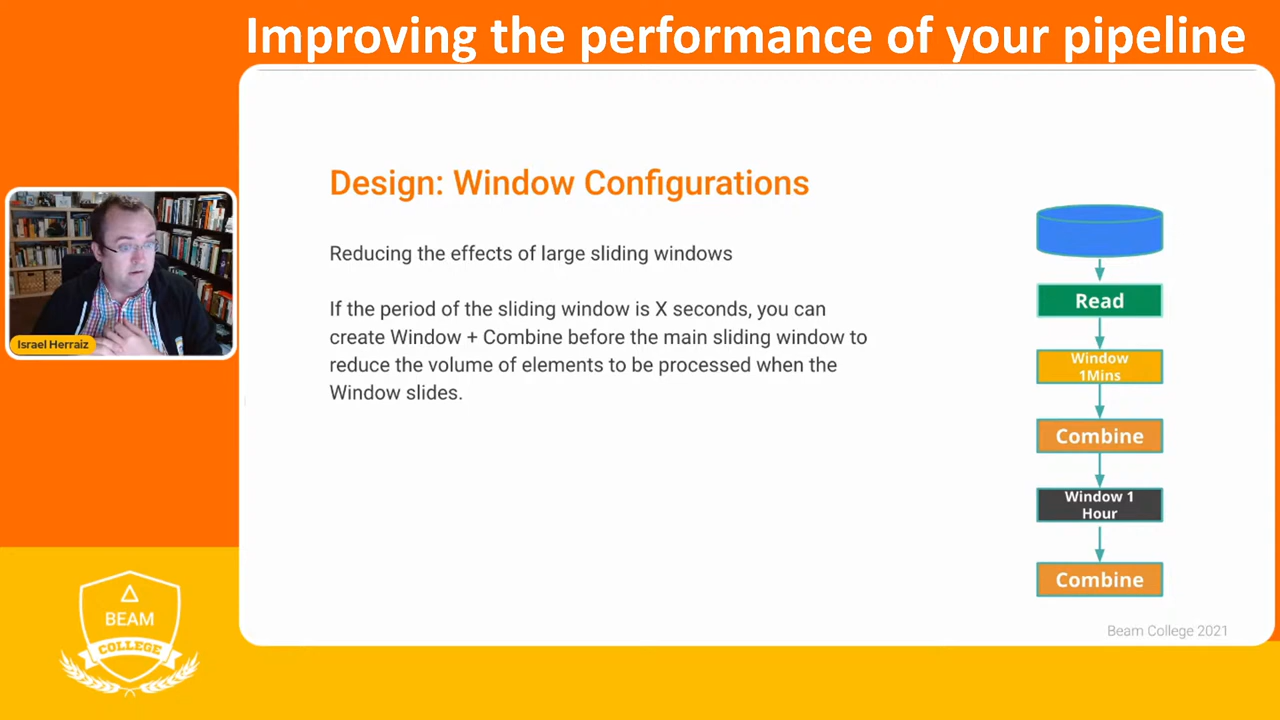 Improving the performance of your pipeline
Design: Window Configurations
Reducing the effects of large sliding windows
If the period of the sliding window is X seconds, you can
create Window + Combine before the main sliding window to
reduce the volume of elements to be processed when the
Window slides.
Read
Window
1Mins
Combine
Window 1
Hour
Combine
Beam College 2021
Israel Herraiz
BEAM
COLLEGE